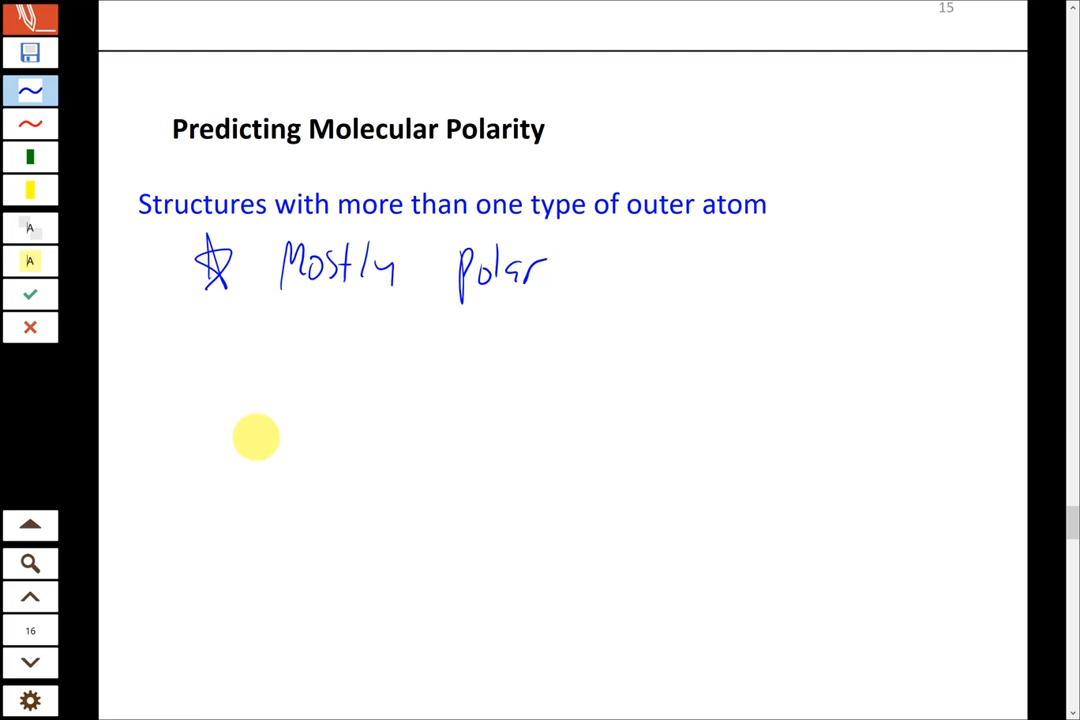 15
Predicting Molecular Polarity
Structures with more than one type of outer atom
☆ Mostly polar
A
A
16